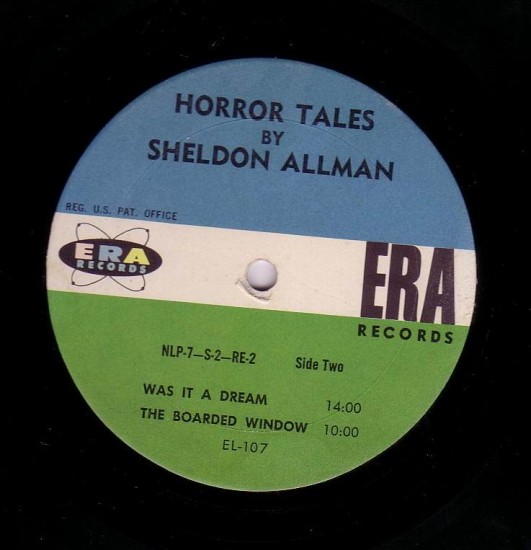 HORROR TALES
BY
SHELDON ALLMAN
REG. U.S. PAT. OFFICE
ERA
RECORDS
ERA
RECORDS
NLP-7—S-2—RE-2 Side Two
WAS IT A DREAM 14:00
THE BOARDED WINDOW 10:00
EL-107